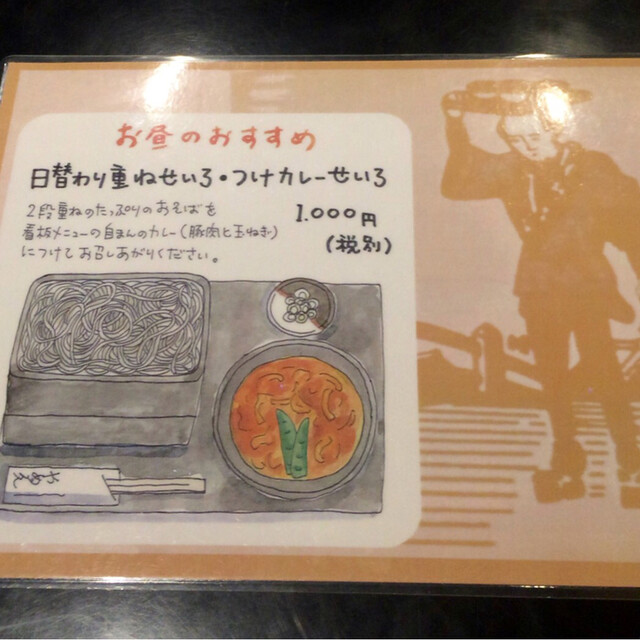 お昼のおすすめ
日替わり重ねせいろ・つけカレーせいろ
2段重ねのたっぷりのおそばを
看板メニューの自まんのカレー(豚肉と玉ねぎ)
につけてお召しあがりください。
1.000円
(税別)